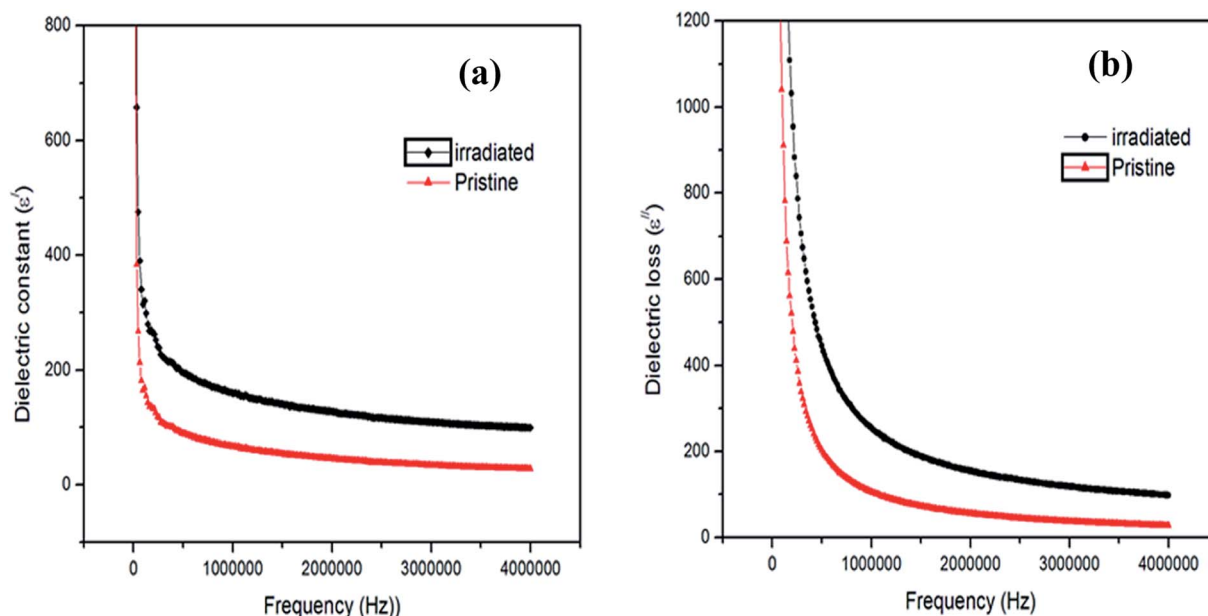 (a)
800
600
400
200
0
irradiated
Pristine
Dielectric constant (ε/)
0 1000000 2000000 3000000 4000000
Frequency (Hz))
(b)
1200
1000
800
600
400
200
0
irradiated
Pristine
Dielectric loss (ε//)
0 1000000 2000000 3000000 4000000
Frequency (Hz)